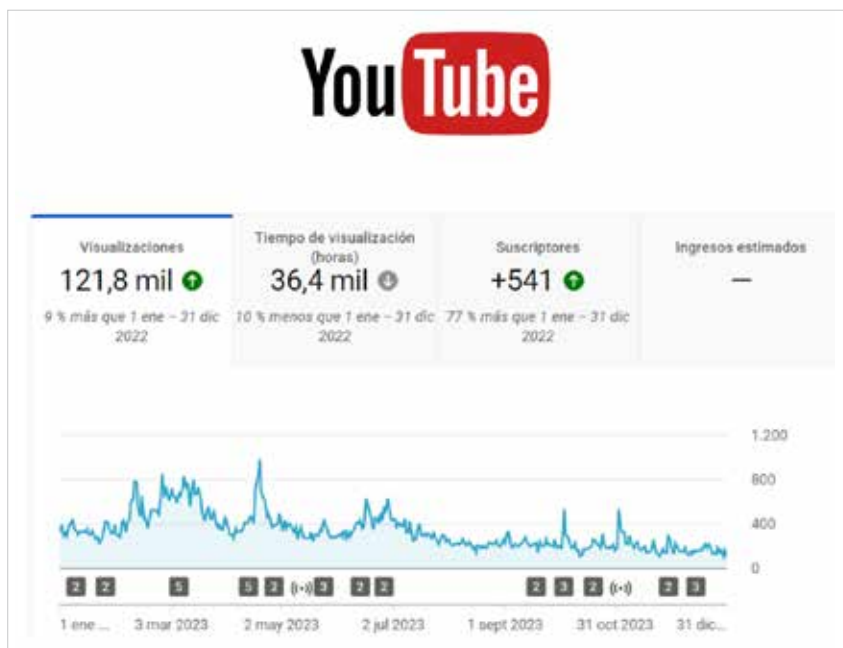 YouTube
Visualizaciones
121,8 mil
9 % más que 1 ene – 31 dic
2022
Tiempo de visualización
(horas)
36,4 mil
10 % menos que 1 ene – 31 dic
2022
Suscriptores
+541
77 % más que 1 ene – 31 dic
2022
Ingresos estimados
—
1.200
800
400
0
2 2 5 5 2 3 2 2 2 3 2 2 3
1 ene ... 3 mar 2023 2 may 2023 2 jul 2023 1 sept 2023 31 oct 2023 31 dic...